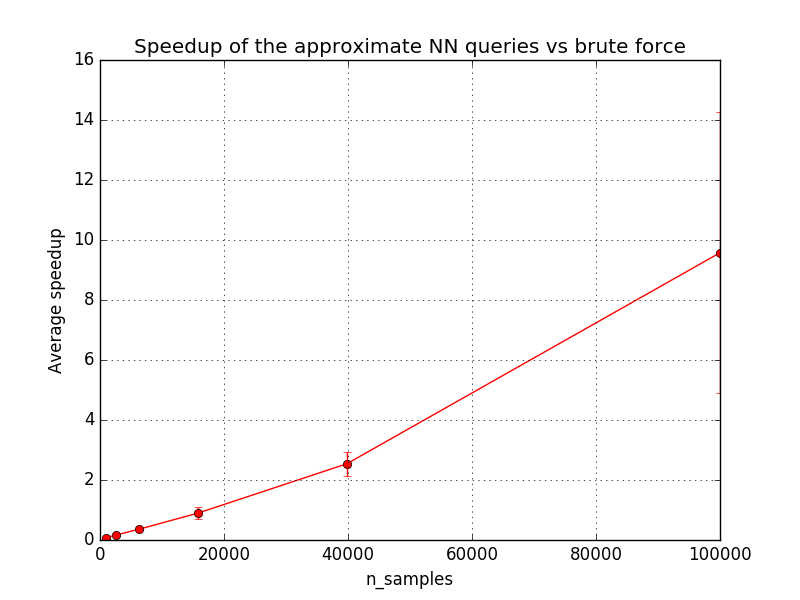 Speedup of the approximate NN queries vs brute force
16
14
12
10
8
6
4
2
0
Average speedup
0 20000 40000 60000 80000 100000
n_samples